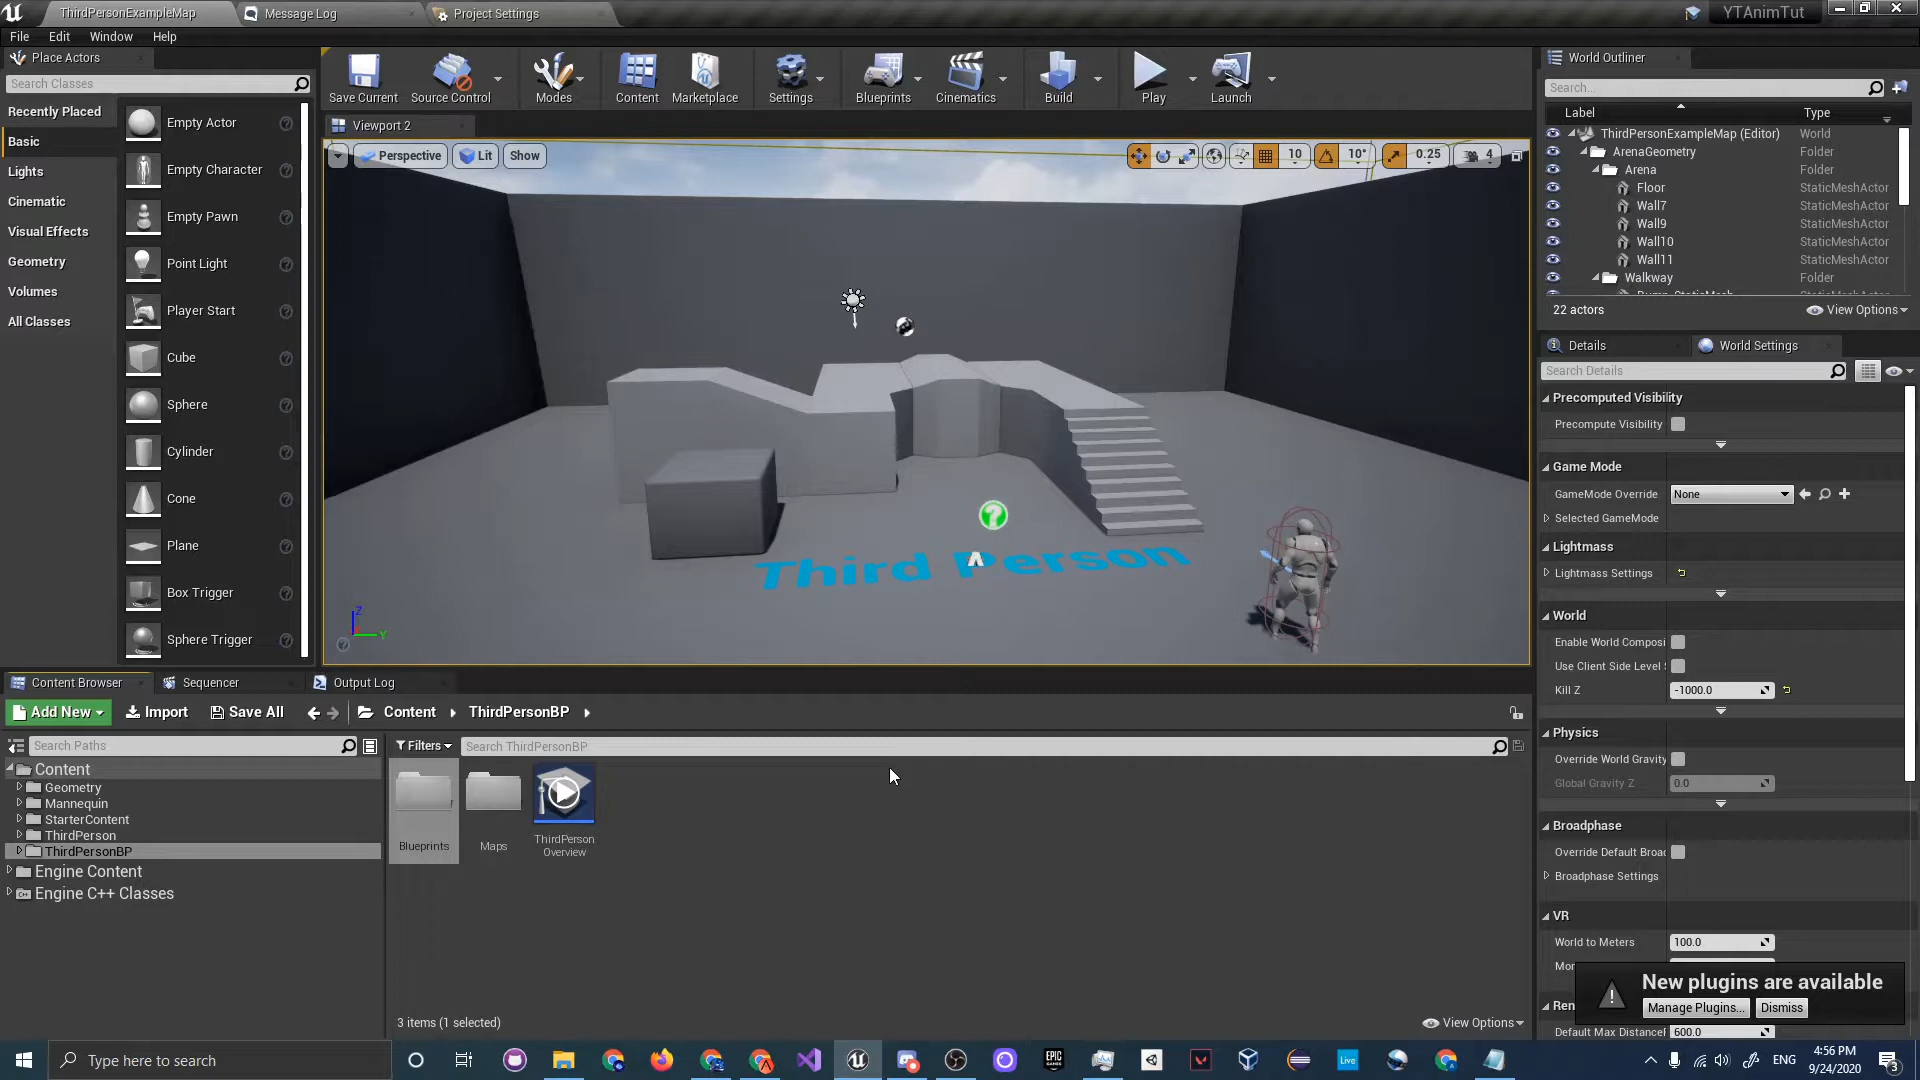 ThirdPersonExampleMap
Message Log
Project Settings
YTAnimTut
File
Edit
Window
Help
Place Actors
Search Classes
Recently Placed
Basic
Lights
Cinematic
Visual Effects
Geometry
Volumes
All Classes
Empty Actor
Empty Character
Empty Pawn
Point Light
Player Start
Cube
Sphere
Cylinder
Cone
Plane
Box Trigger
Sphere Trigger
Save Current
Source Control
Modes
Content
Marketplace
Settings
Blueprints
Cinematics
Build
Play
Launch
Viewport 2
Perspective
Lit
Show
10
10°
0.25
4
Third Person
Z
Y
World Outliner
Search...
Label
Type
ThirdPersonExampleMap (Editor)
World
ArenaGeometry
Folder
Arena
Folder
Floor
StaticMeshActor
Wall7
StaticMeshActor
Wall9
StaticMeshActor
Wall10
StaticMeshActor
Wall11
StaticMeshActor
Walkway
Folder
22 actors
View Options
Details
World Settings
Search Details
Precomputed Visibility
Precompute Visibility
Game Mode
GameMode Override
None
Selected GameMode
Lightmass
Lightmass Settings
World
Enable World Composi
Use Client Side Level
Kill Z
-1000.0
Physics
Override World Gravity
Global Gravity Z
0.0
Broadphase
Override Default Broad
Broadphase Settings
VR
World to Meters
100.0
Mon
Ren
Default Max DistanceF
600.0
New plugins are available
Manage Plugins...
Dismiss
Content Browser
Sequencer
Output Log
Add New
Import
Save All
Content
ThirdPersonBP
Search Paths
Filters
Search ThirdPersonBP
Content
Geometry
Mannequin
StarterContent
ThirdPerson
ThirdPersonBP
Engine Content
Engine C++ Classes
Blueprints
Maps
ThirdPerson
Overview
3 items (1 selected)
View Options
Type here to search
EPIC
GAMES
Live
ENG
4:56 PM
9/24/2020
3